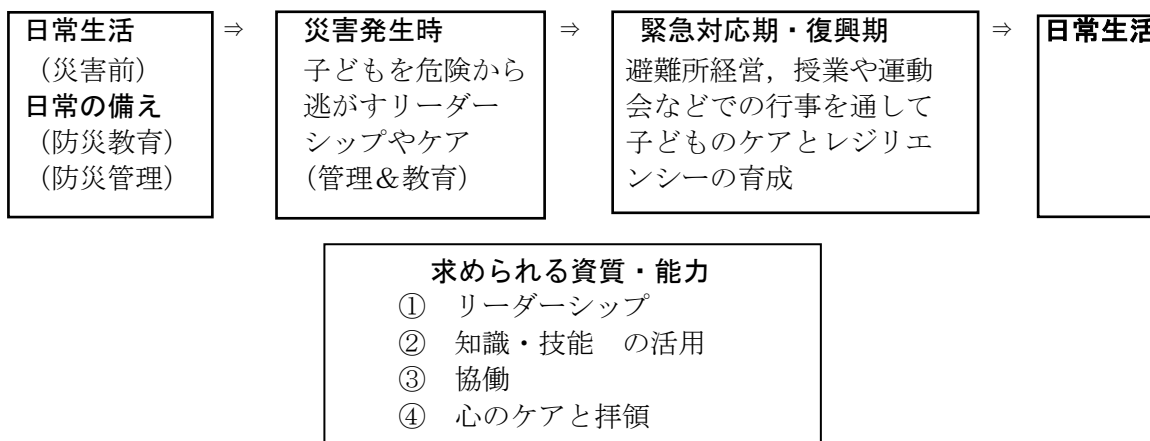 日常生活
（災害前）
日常の備え
（防災教育）
（防災管理）
⇒
災害発生時
子どもを危険から
逃がすリーダー
シップやケア
（管理＆教育）
⇒
緊急対応期・復興期
避難所経営，授業や運動
会などでの行事を通して
子どものケアとレジリエ
ンシーの育成
⇒
日常生活
求められる資質・能力
① リーダーシップ
② 知識・技能　の活用
③ 協働
④ 心のケアと拝領